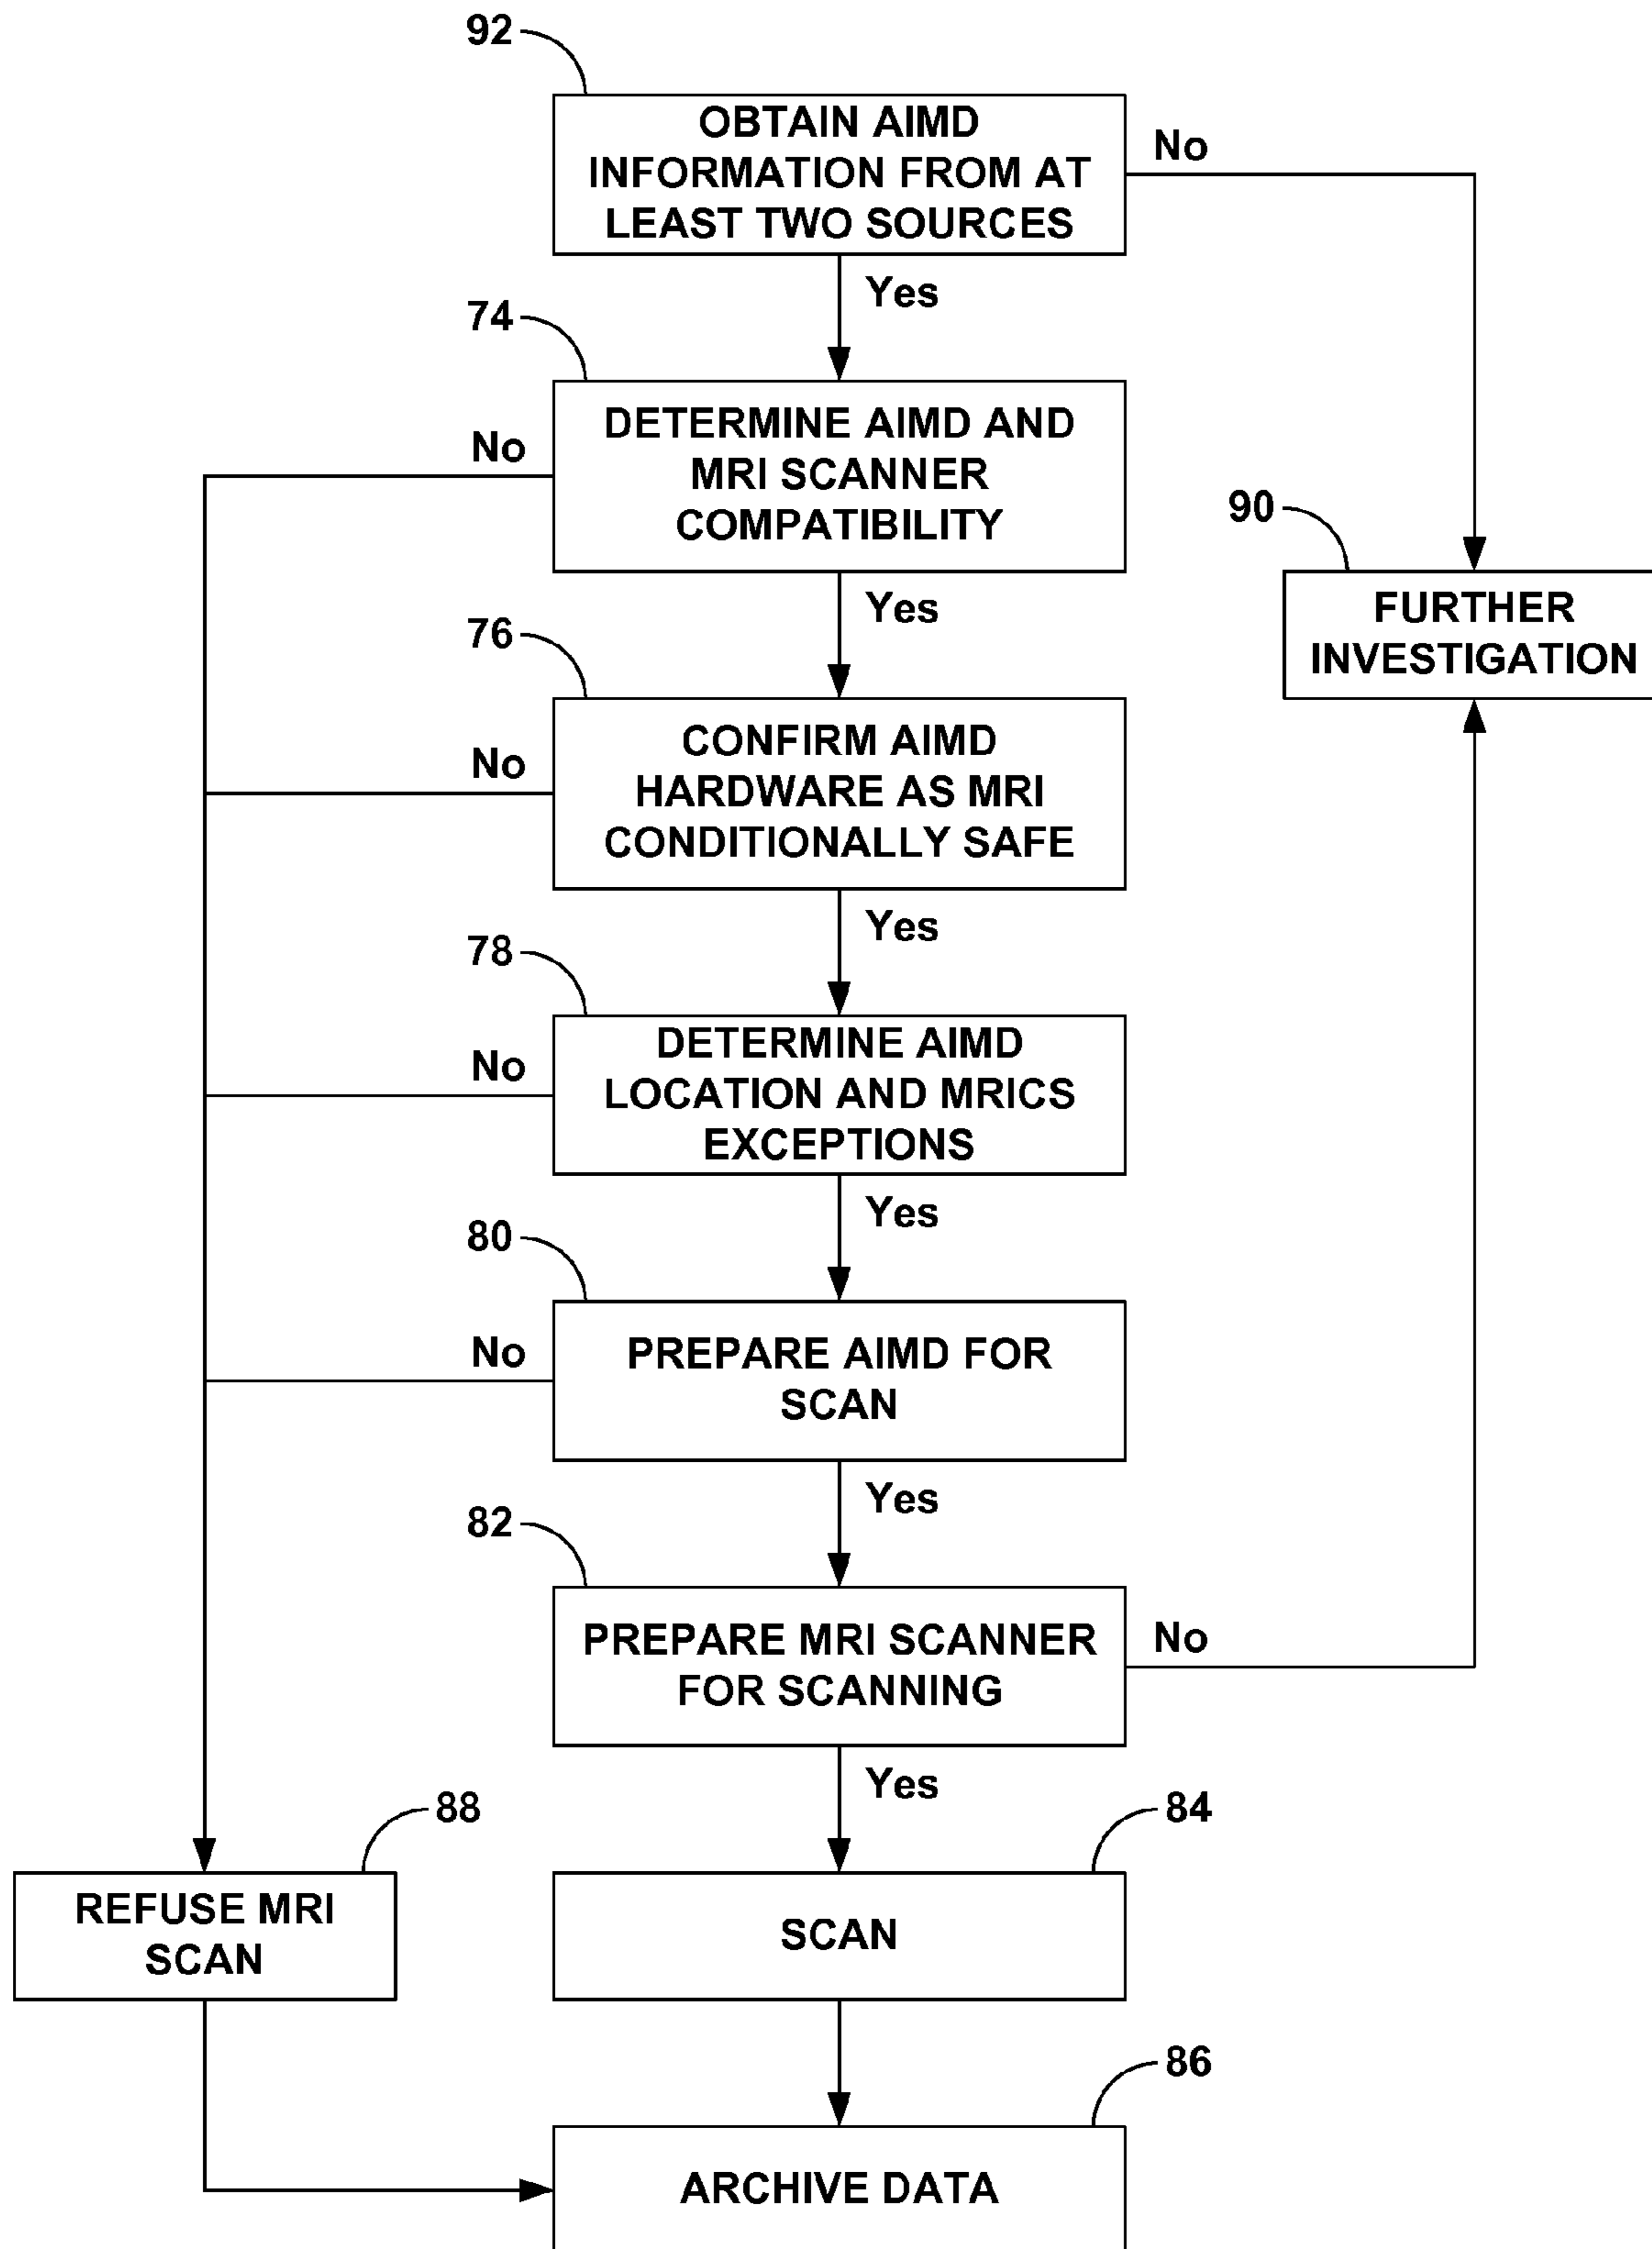 92
OBTAIN AIMD
INFORMATION FROM AT
LEAST TWO SOURCES
No
Yes
74
DETERMINE AIMD AND
MRI SCANNER
COMPATIBILITY
No
Yes
90
FURTHER
INVESTIGATION
76
CONFIRM AIMD
HARDWARE AS MRI
CONDITIONALLY SAFE
No
Yes
78
DETERMINE AIMD
LOCATION AND MRICS
EXCEPTIONS
No
Yes
80
PREPARE AIMD FOR
SCAN
No
Yes
82
PREPARE MRI SCANNER
FOR SCANNING
No
Yes
88
REFUSE MRI
SCAN
84
SCAN
86
ARCHIVE DATA